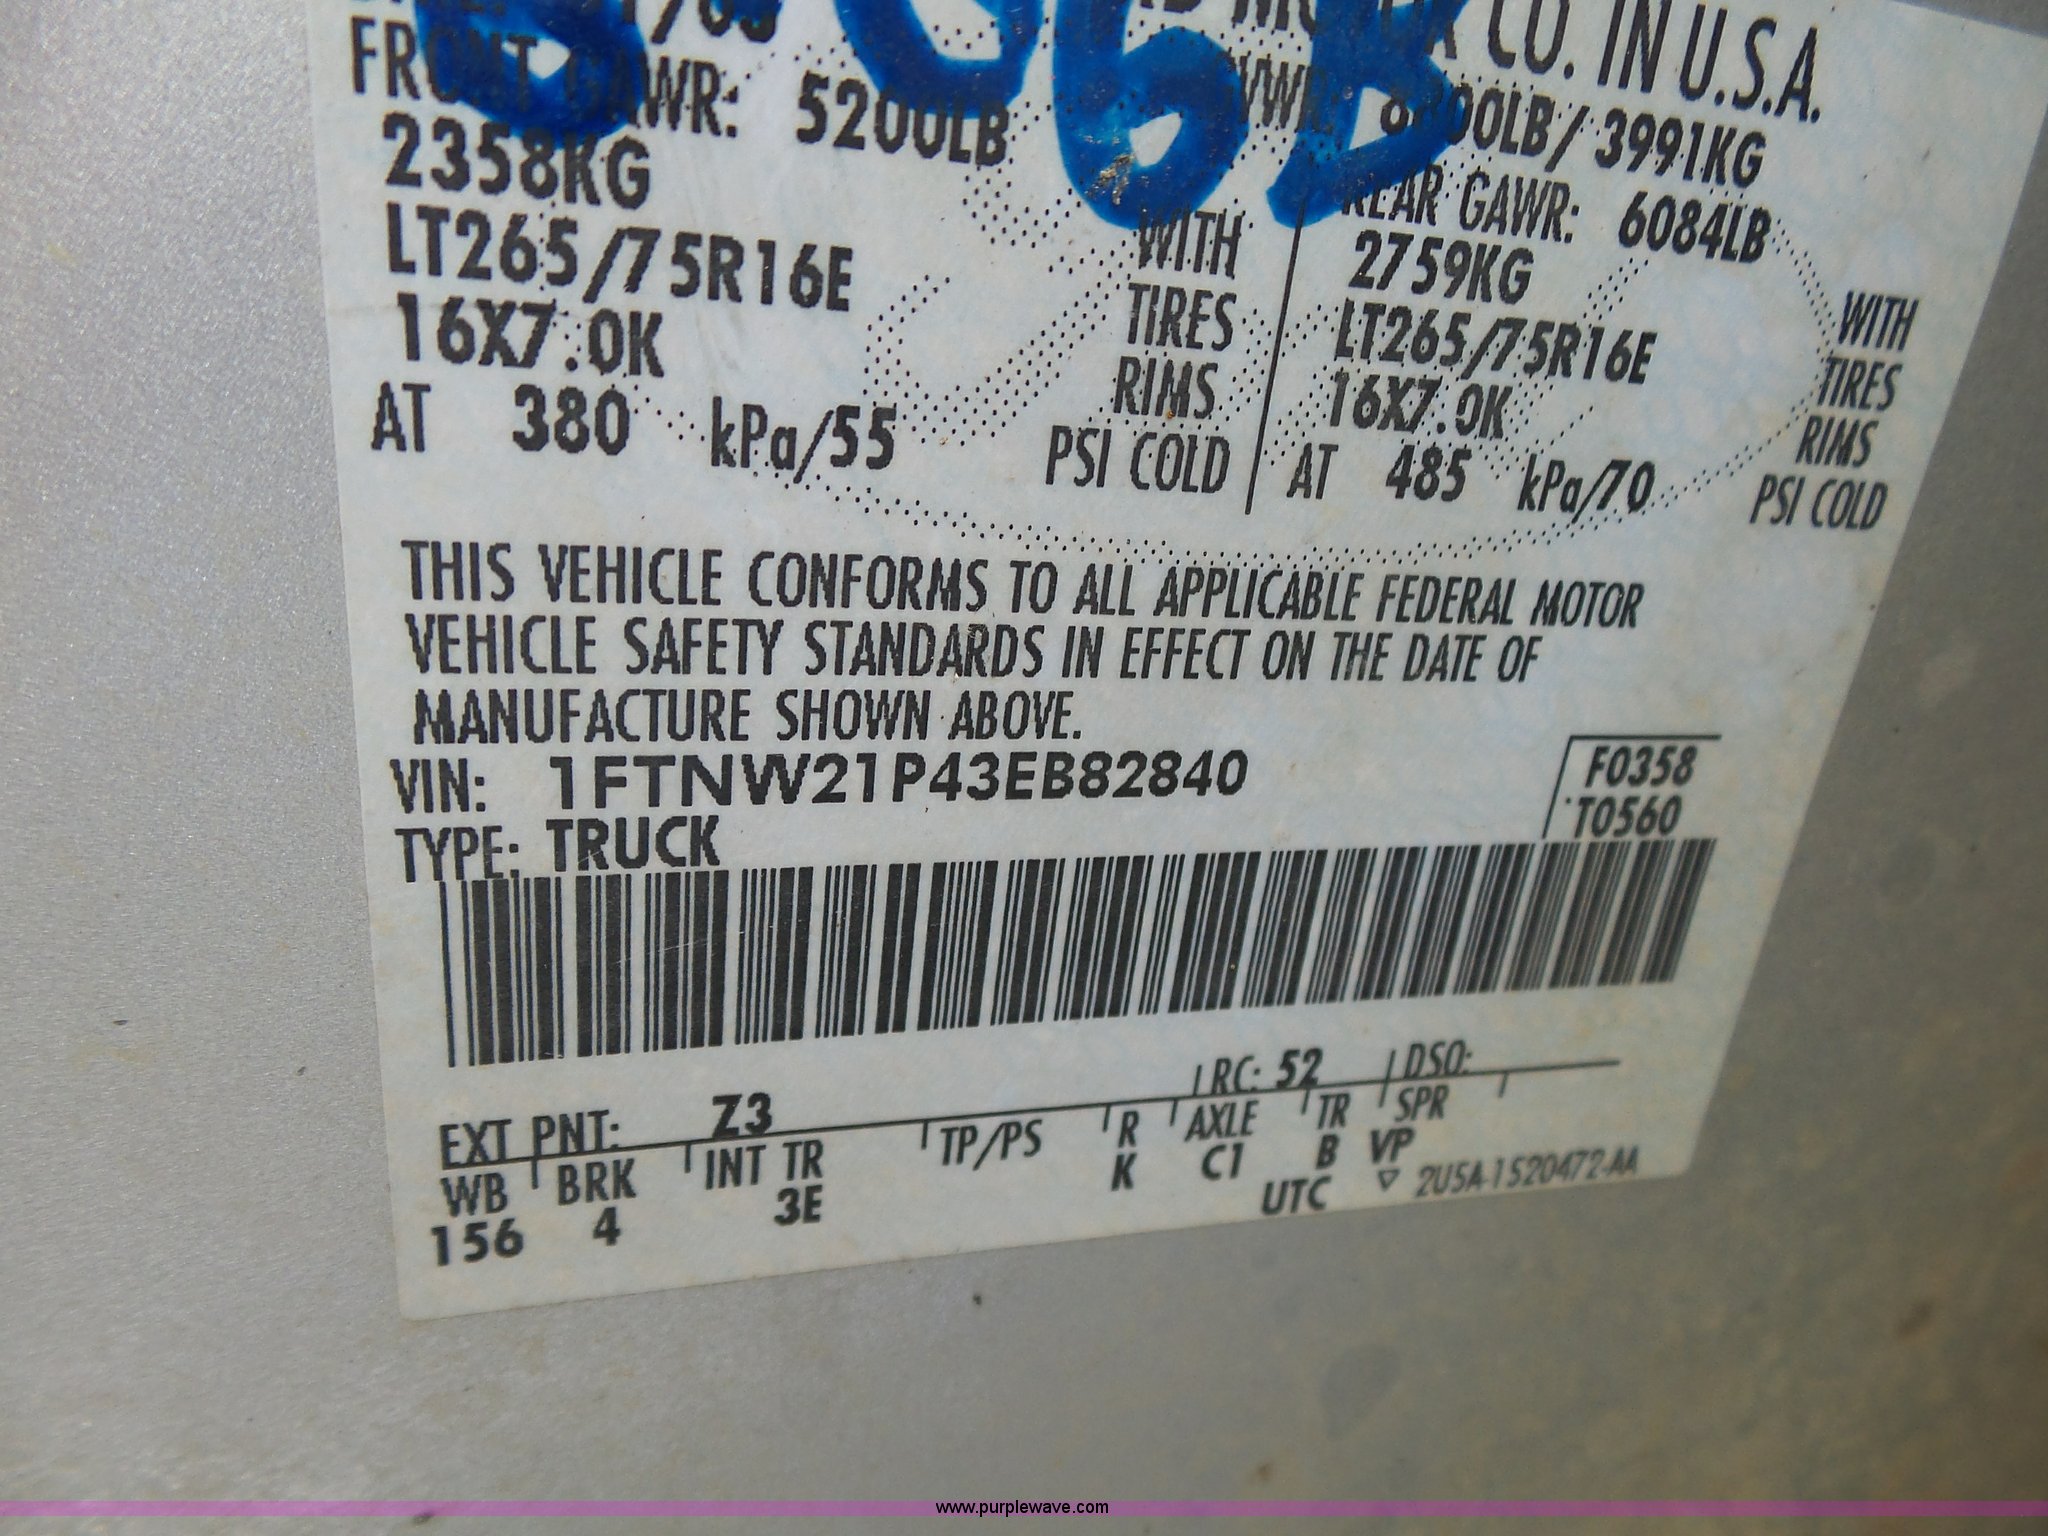 MOTOR CO. IN U.S.A.
FRONT GAWR: 5200LB
GVWR: 8800LB/ 3991KG
2358KG
REAR GAWR: 6084LB
WITH
2759KG
LT265/75R16E
TIRES
LT265/75R16E
WITH
TIRES
16X7.0K
RIMS
16X7.0K
RIMS
AT 380 kPa/55 PSI COLD
AT 485 kPa/70 PSI COLD
THIS VEHICLE CONFORMS TO ALL APPLICABLE FEDERAL MOTOR
VEHICLE SAFETY STANDARDS IN EFFECT ON THE DATE OF
MANUFACTURE SHOWN ABOVE.
VIN: 1FTNW21P43EB82840
F0358
T0560
TYPE: TRUCK
EXT PNT: Z3
RC: 52
DSO:
WB BRK INT TR TP/PS R AXLE TR SPR
156 4 3E K C1 B VP
UTC ▽ 2U5A-1520472-AA
www.purplewave.com